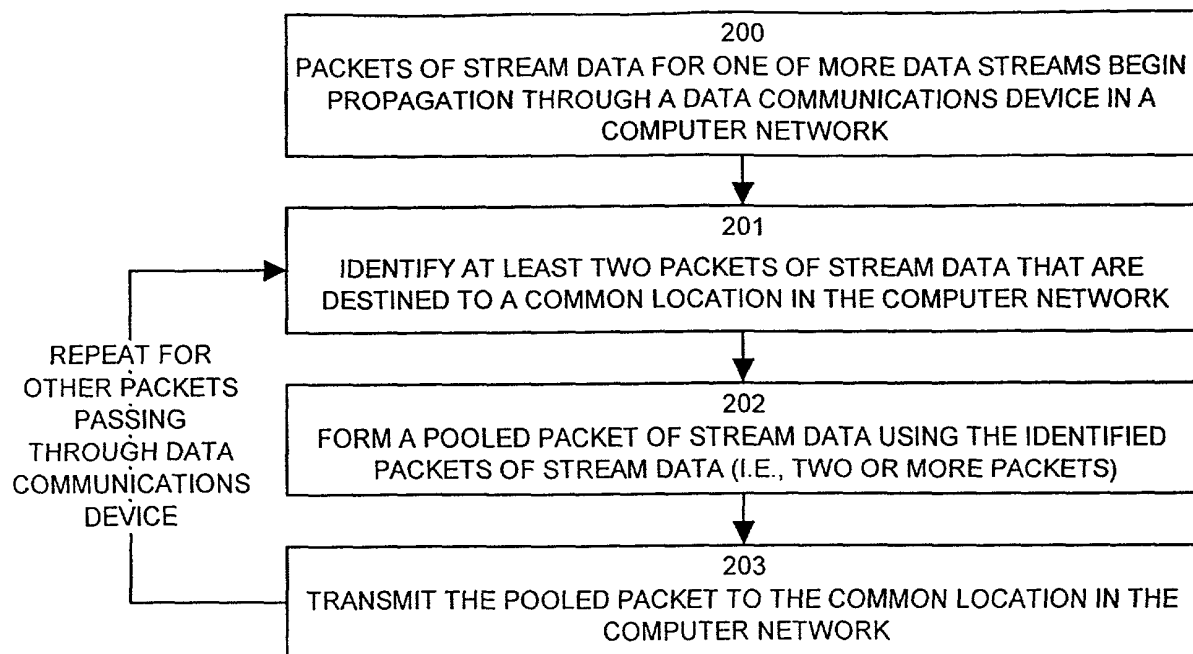 200
PACKETS OF STREAM DATA FOR ONE OF MORE DATA STREAMS BEGIN
PROPAGATION THROUGH A DATA COMMUNICATIONS DEVICE IN A
COMPUTER NETWORK
201
IDENTIFY AT LEAST TWO PACKETS OF STREAM DATA THAT ARE
DESTINED TO A COMMON LOCATION IN THE COMPUTER NETWORK
REPEAT FOR
OTHER PACKETS
PASSING
THROUGH DATA
COMMUNICATIONS
DEVICE
202
FORM A POOLED PACKET OF STREAM DATA USING THE IDENTIFIED
PACKETS OF STREAM DATA (I.E., TWO OR MORE PACKETS)
203
TRANSMIT THE POOLED PACKET TO THE COMMON LOCATION IN THE
COMPUTER NETWORK